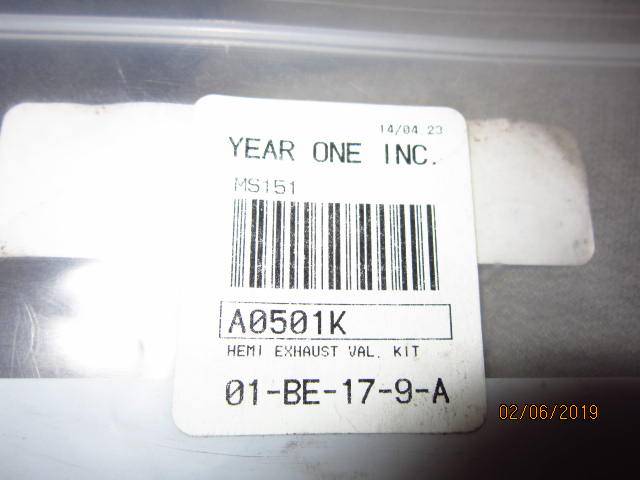 14/04 23
YEAR ONE INC.
MS151
A0501K
HEMI EXHAUST VAL. KIT
01-BE-17-9-A
02/06/2019